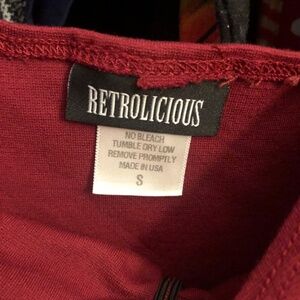 RETROLICIOUS
NO BLEACH
TUMBLE DRY LOW
REMOVE PROMPTLY
MADE IN USA
S